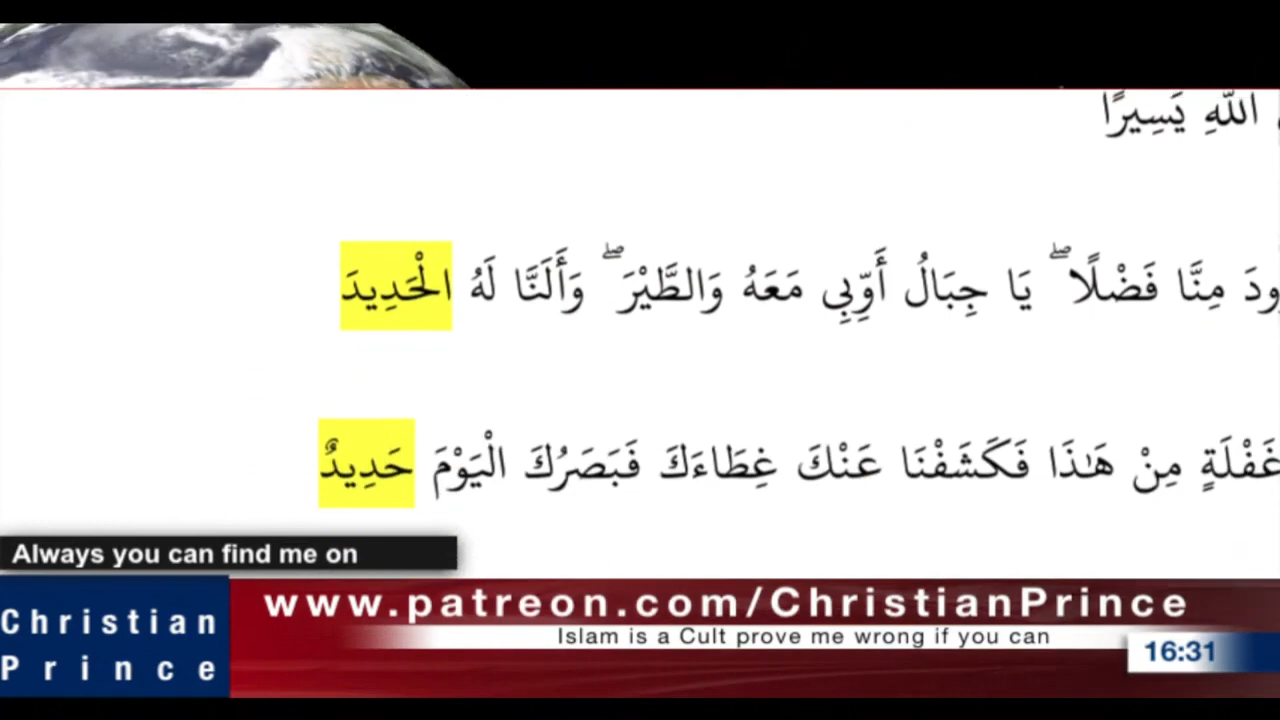 اللَّهِ يَسِيرًا
مِنَّا فَضْلًا ۖ يَا جِبَالُ أَوِّبِي مَعَهُ وَالطَّيْرَ ۖ وَأَلَنَّا لَهُ الْحَدِيدَ
غَفْلَةٍ مِنْ هَٰذَا فَكَشَفْنَا عَنْكَ غِطَاءَكَ فَبَصَرُكَ الْيَوْمَ حَدِيدٌ
Always you can find me on
Christian
Prince
www.patreon.com/ChristianPrince
Islam is a Cult prove me wrong if you can
16:31